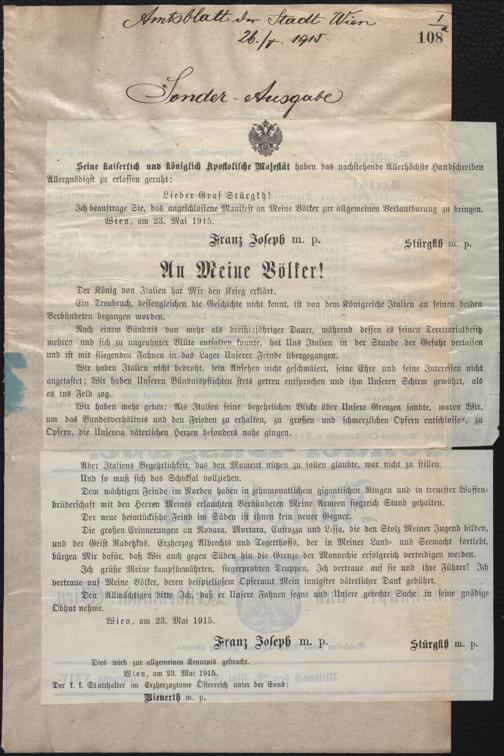 Amtsblatt der Stadt Wien
26./V. 1915
I
a
108
Sonder-Ausgabe
Seine kaiserlich und königlich Apostolische Majestät haben das nachstehende Allerhöchste Handschreiben
Allergnädigst zu erlassen geruht:
Lieber Graf Stürgkh!
Ich beauftrage Sie, das angeschlossene Manifest an Meine Völker zur allgemeinen Verlautbarung zu bringen.
Wien, am 23. Mai 1915.
Franz Joseph m. p.
Stürgkh m. p.
An Meine Völker!
Der König von Italien hat Mir den Krieg erklärt.
Ein Treubruch, dessengleichen die Geschichte nicht kennt, ist von dem Königreiche Italien an seinen beiden
Verbündeten begangen worden.
Nach einem Bündnis von mehr als dreißigjähriger Dauer, während dessen es seinen Territorialbesitz
mehren und sich zu ungeahnter Blüte entfalten konnte, hat Uns Italien in der Stunde der Gefahr verlassen
und ist mit fliegenden Fahnen in das Lager Unserer Feinde übergegangen.
Wir haben Italien nicht bedroht, sein Ansehen nicht geschmälert, seine Ehre und seine Interessen nicht
angetastet; Wir haben Unseren Bündnispflichten stets getreu entsprochen und ihm Unseren Schirm gewährt, als
es ins Feld zog.
Wir haben mehr getan: Als Italien seine begehrlichen Blicke über Unsere Grenzen sandte, waren Wir,
um das Bundesverhältnis und den Frieden zu erhalten, zu großen und schmerzlichen Opfern entschlossen, zu
Opfern, die Unserem väterlichen Herzen besonders nahe gingen.
Aber Italiens Begehrlichkeit, das den Moment nützen zu sollen glaubte, war nicht zu stillen.
Und so muß sich das Schicksal vollziehen.
Dem mächtigen Feinde im Norden haben in zehnmonatlichem gigantischen Ringen und in treuester Waffen-
brüderschaft mit den Heeren Meines erlauchten Verbündeten Meine Armeen siegreich Stand gehalten.
Der neue heimtückische Feind im Süden ist ihnen kein neuer Gegner.
Die großen Erinnerungen an Novara, Mortara, Custozza und Lissa, die den Stolz Meiner Jugend bilden,
und der Geist Radetzkys, Erzherzog Albrechts und Tegetthoffs, der in Meiner Land- und Seemacht fortlebt,
bürgen Mir dafür, daß Wir auch gegen Süden hin die Grenze der Monarchie erfolgreich verteidigen werden.
Ich grüße Meine kampfbewährten, siegerprobten Truppen, Ich vertraue auf sie und ihre Führer! Ich
vertraue auf Meine Völker, deren beispiellosem Opfermut Mein innigster väterlicher Dank gebührt.
Den Allmächtigen bitte Ich, daß er Unsere Fahnen segne und Unsere gerechte Sache in seine gnädige
Obhut nehme.
Wien, am 23. Mai 1915.
Franz Joseph m. p.
Stürgkh m. p.
Dies wird zur allgemeinen Kenntnis gebracht.
Wien, am 23. Mai 1915.
Der k. k. Statthalter im Erzherzogtume Österreich unter der Enns:
Bienerth m. p.